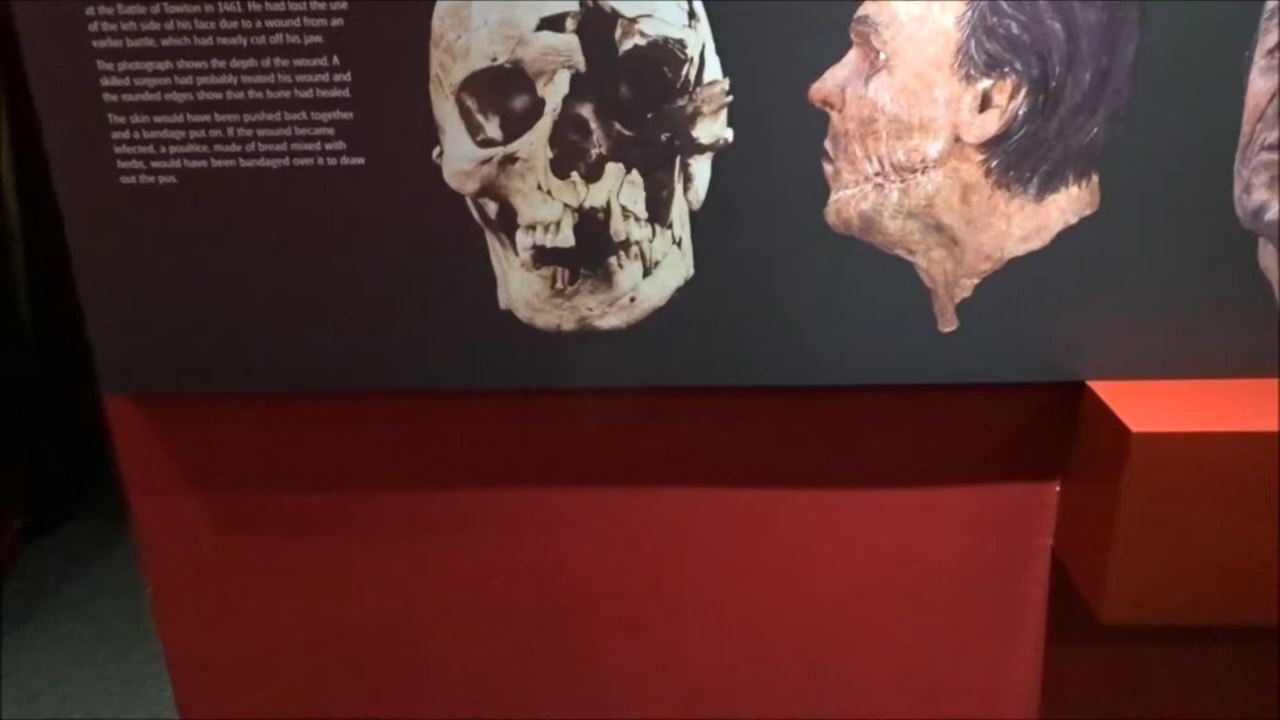 at the Battle of Towton in 1461. He had lost the use
of the left side of his face due to a wound from an
earlier battle, which had nearly cut off his jaw.
The photograph shows the depth of the wound. A
skilled surgeon had probably treated his wound and
the rounded edges show that the bone had healed.
The skin would have been pushed back together
and a bandage put on. If the wound became
infected, a poultice, made of bread mixed with
herbs, would have been bandaged over it to draw
out the pus.